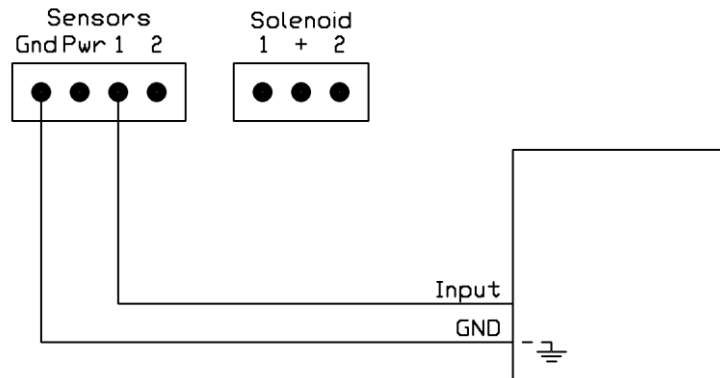 Sensors
Gnd Pwr 1 2
Solenoid
1 + 2
Input
GND